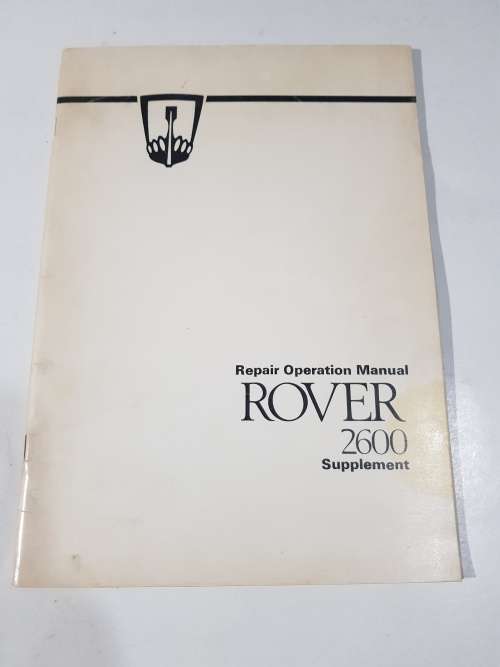 Repair Operation Manual
ROVER
2600
Supplement